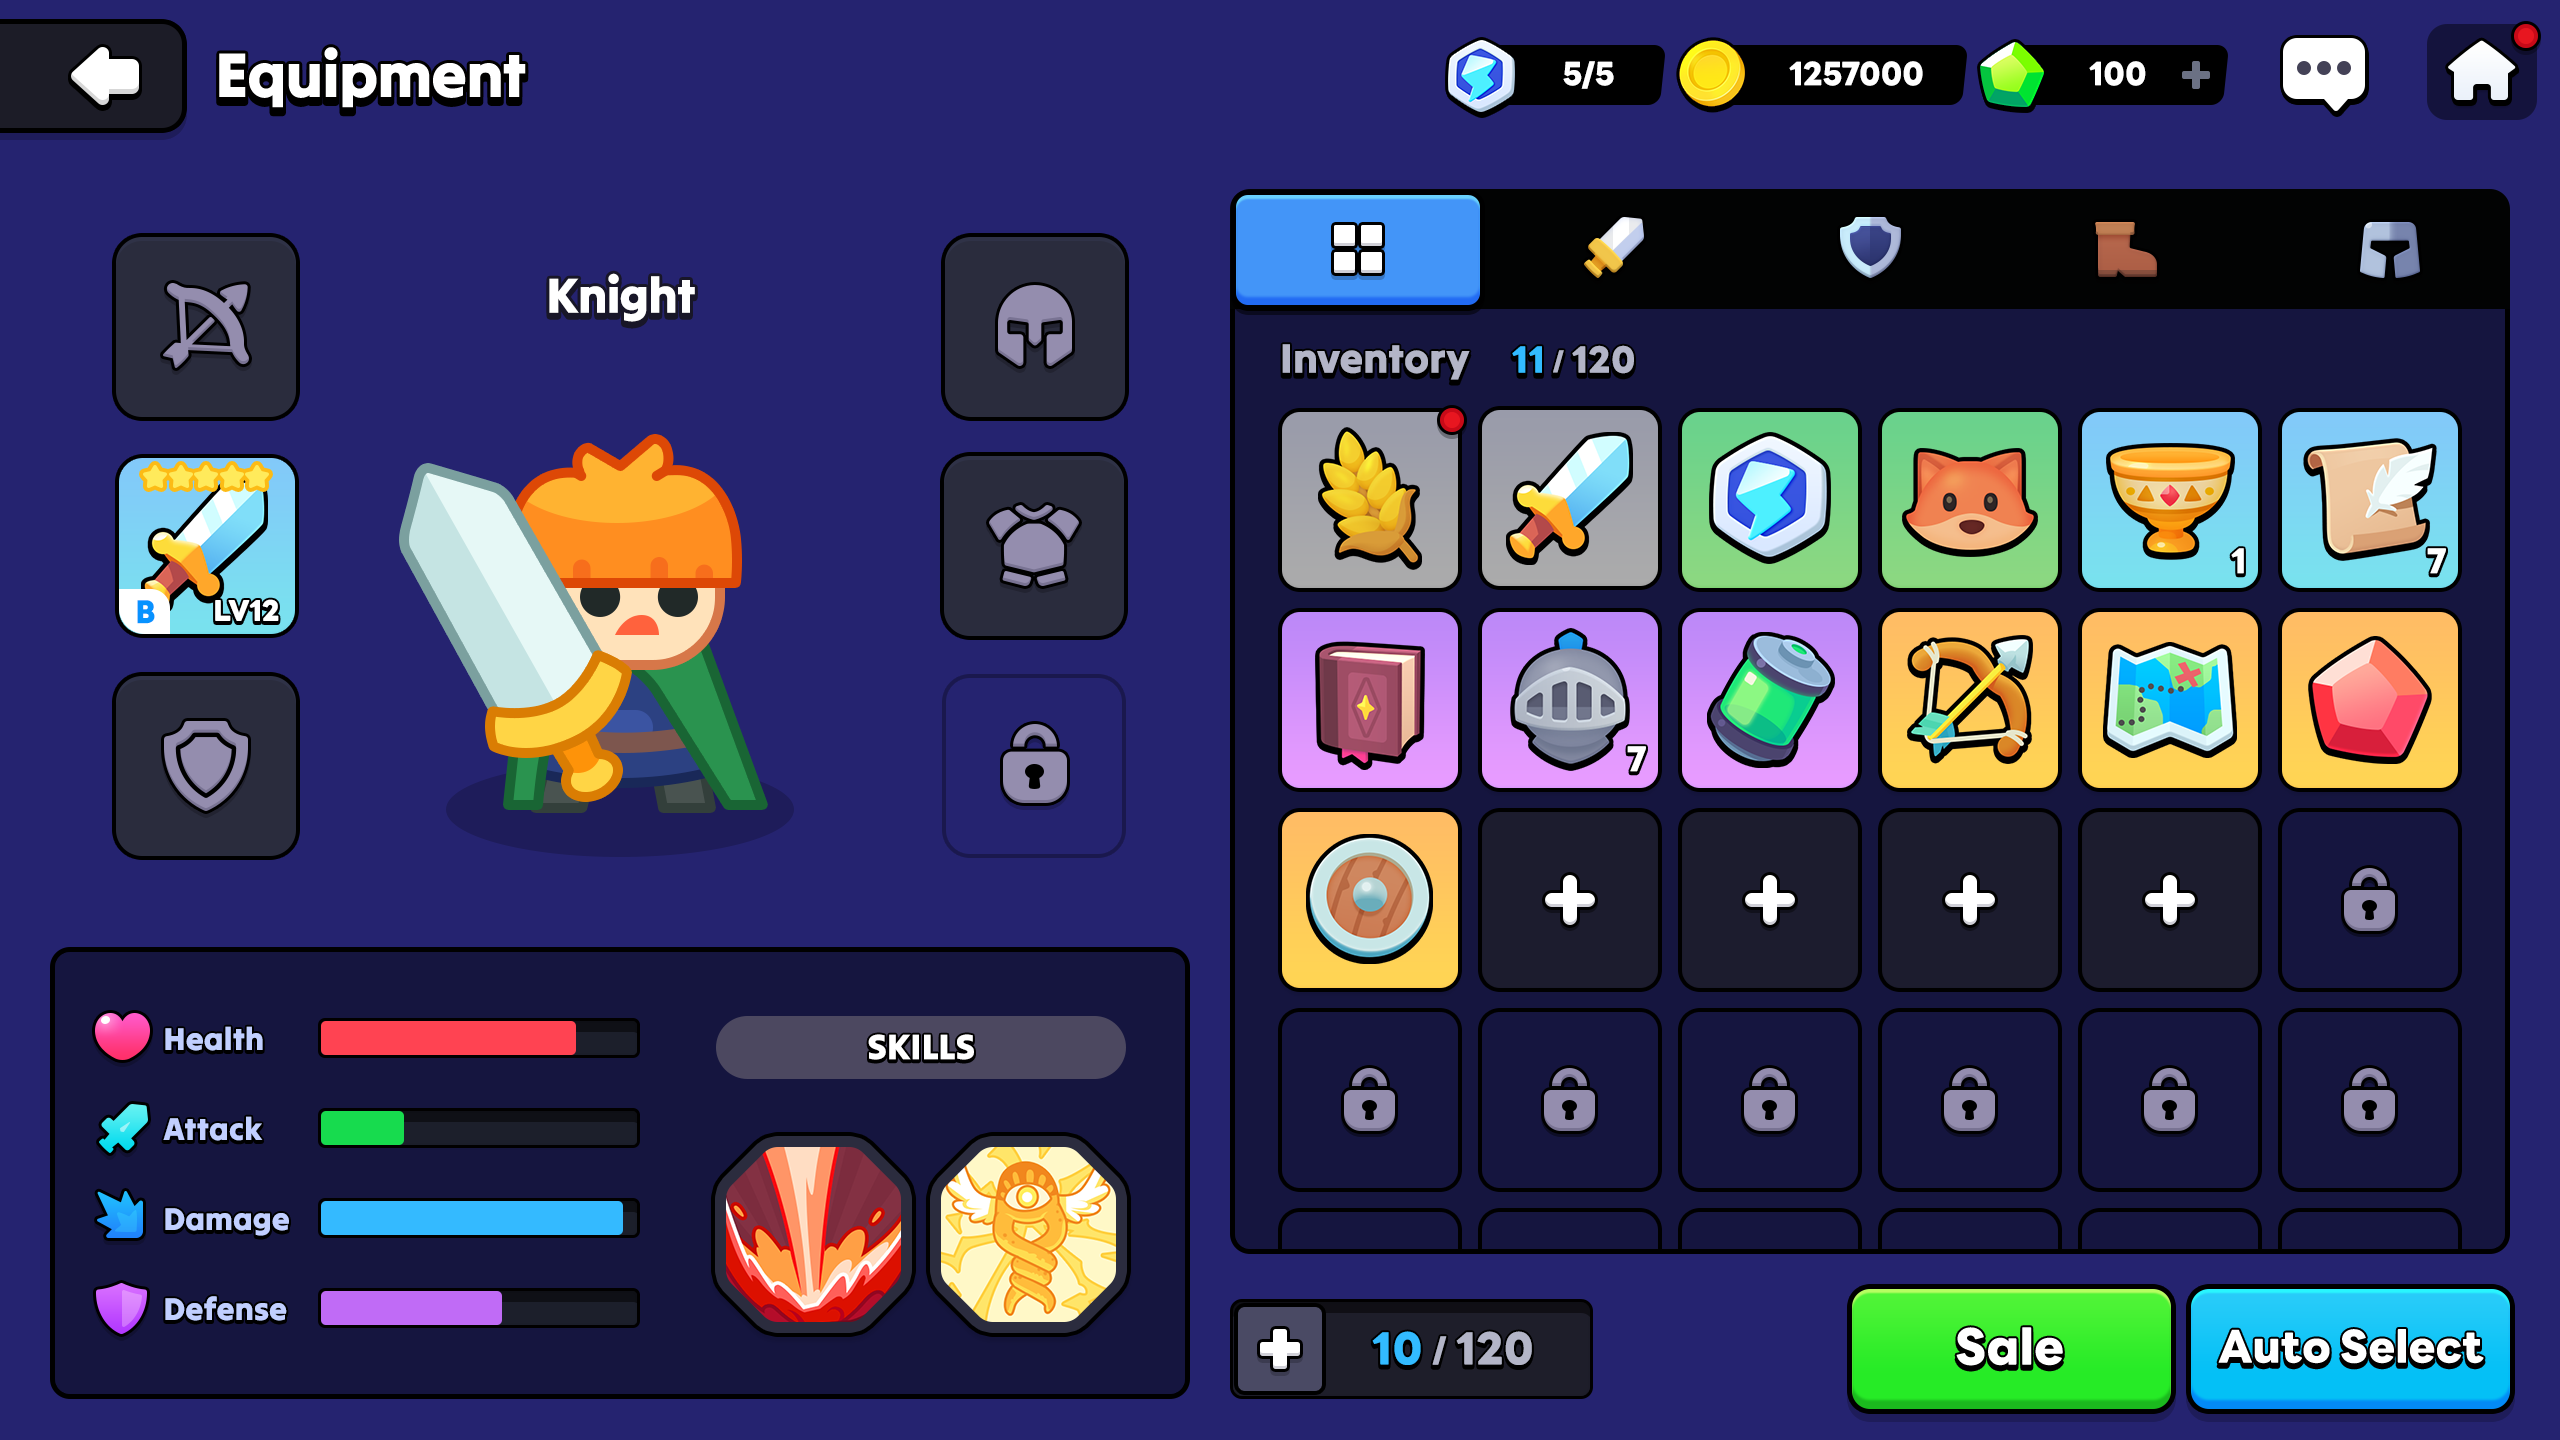 Equipment
5/5
1257000
100
Knight
B
LV12
Inventory 11 / 120
1
7
7
Health
Attack
Damage
Defense
SKILLS
10 / 120
Sale
Auto Select